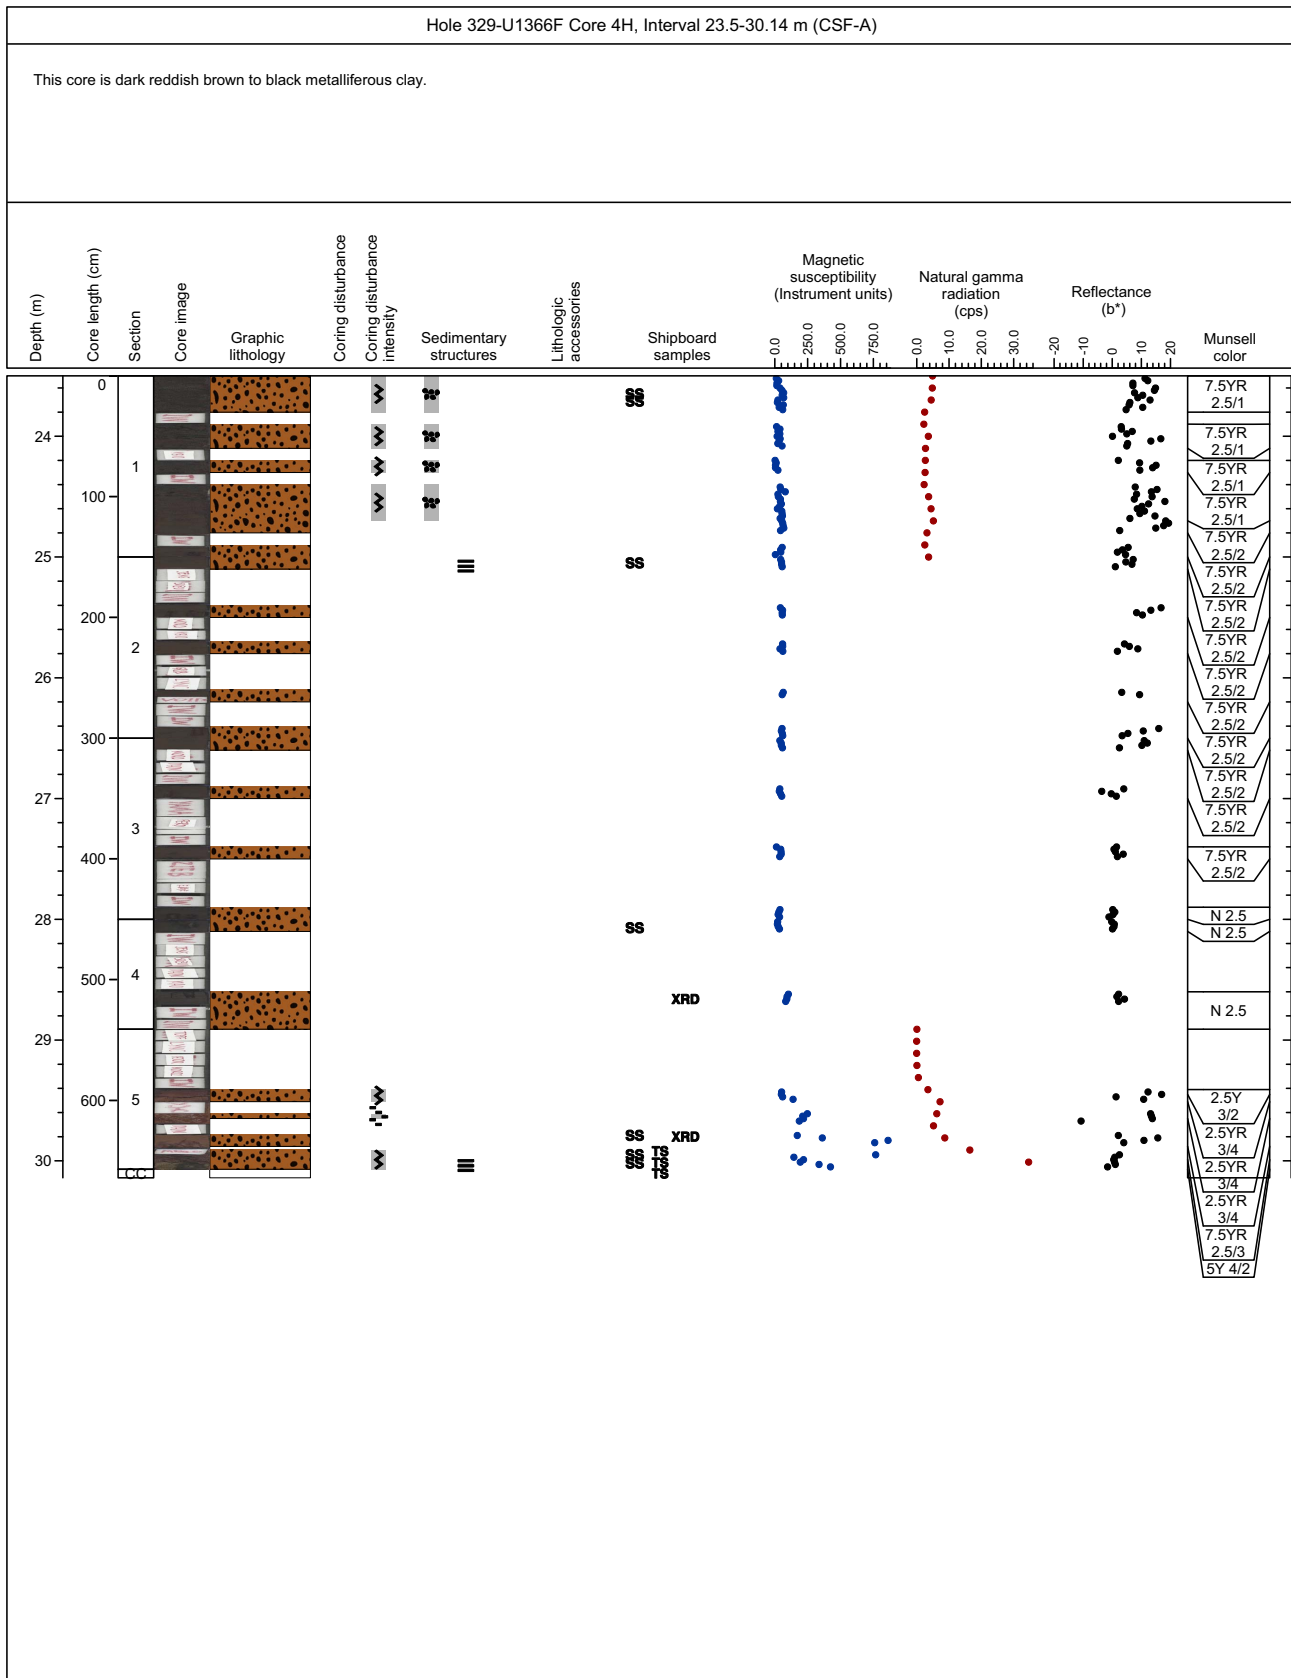 Hole 329-U1366F Core 4H, Interval 23.5-30.14 m (CSF-A)
This core is dark reddish brown to black metalliferous clay.
Depth (m)
Core length (cm)
Section
Core image
Graphic
lithology
Coring disturbance
Coring disturbance
intensity
Sedimentary
structures
Lithologic
accessories
Shipboard
samples
Magnetic
susceptibility
(Instrument units)
0.0
250.0
500.0
750.0
Natural gamma
radiation
(cps)
0.0
10.0
20.0
30.0
Reflectance
(b*)
-20
-10
0
10
20
Munsell
color
24
25
26
27
28
29
30
0
100
200
300
400
500
600
1
2
3
4
5
CC
SS
SS
SS
SS
XRD
SS
XRD
TS
SS
TS
SS
TS
7.5YR
2.5/1
7.5YR
2.5/1
7.5YR
2.5/1
7.5YR
2.5/1
7.5YR
2.5/2
7.5YR
2.5/2
7.5YR
2.5/2
7.5YR
2.5/2
7.5YR
2.5/2
7.5YR
2.5/2
7.5YR
2.5/2
7.5YR
2.5/2
7.5YR
2.5/2
7.5YR
2.5/2
N 2.5
N 2.5
N 2.5
2.5Y
3/2
2.5YR
3/4
2.5YR
3/4
2.5YR
3/4
7.5YR
2.5/3
5Y 4/2